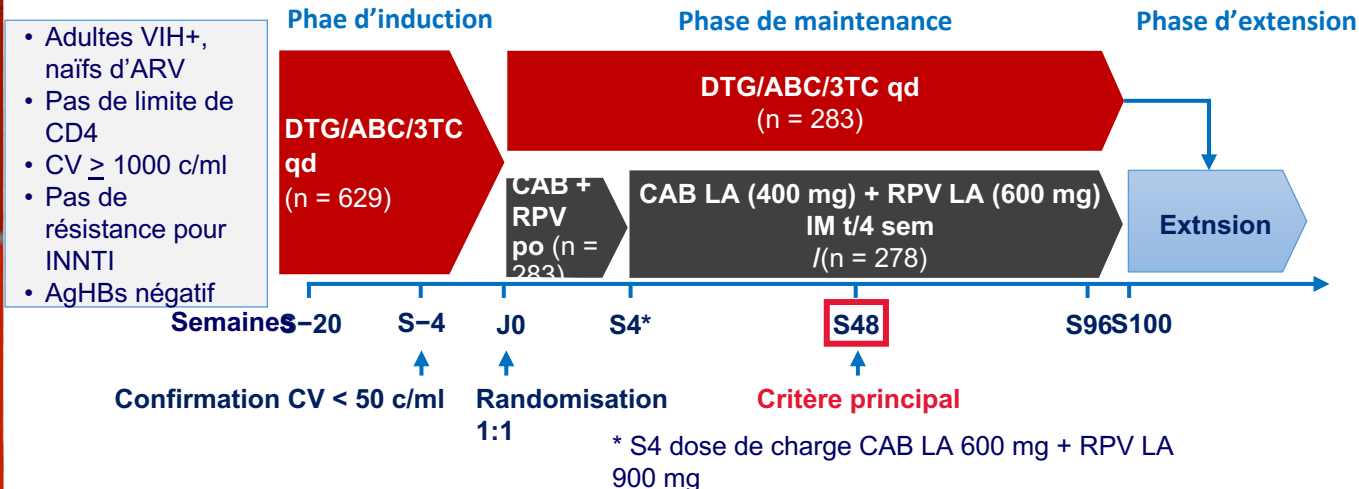 Phae d’induction
Phase de maintenance
Phase d’extension
• Adultes VIH+,
naïfs d’ARV
• Pas de limite de
CD4
• CV ≥ 1000 c/ml
• Pas de
résistance pour
INNTI
• AgHBs négatif
DTG/ABC/3TC
qd
(n = 629)
DTG/ABC/3TC qd
(n = 283)
CAB +
RPV
po (n =
283)
CAB LA (400 mg) + RPV LA (600 mg)
IM t/4 sem
/(n = 278)
Extnsion
Semaines
S−20
S−4
J0
S4*
S48
S96
S100
Confirmation CV < 50 c/ml
Randomisation
1:1
Critère principal
* S4 dose de charge CAB LA 600 mg + RPV LA
900 mg